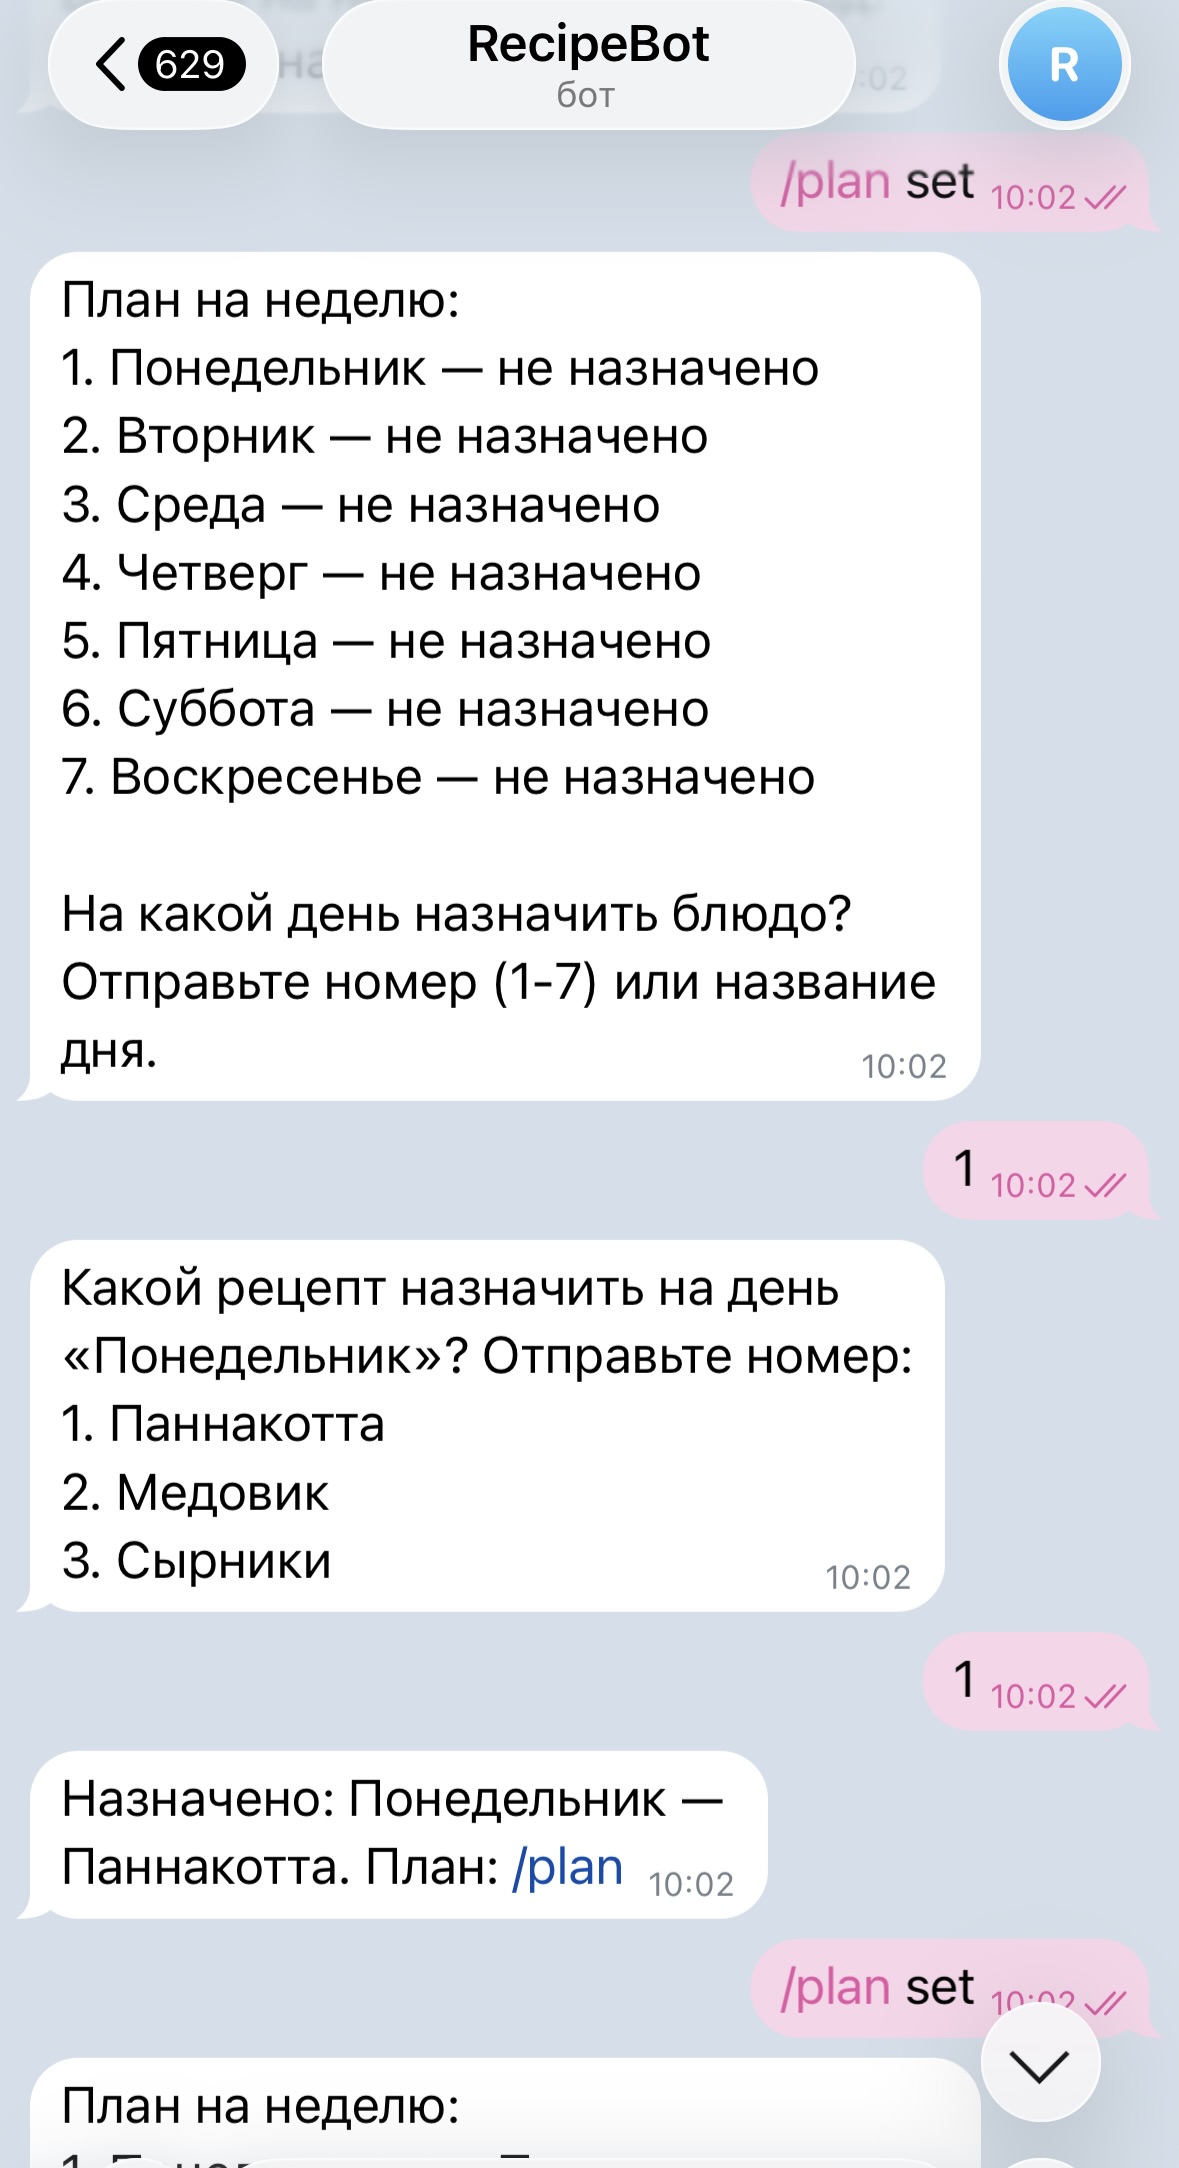 629
RecipeBot
бот
R
на
:02
/plan set 10:02
План на неделю:
1. Понедельник — не назначено
2. Вторник — не назначено
3. Среда — не назначено
4. Четверг — не назначено
5. Пятница — не назначено
6. Суббота — не назначено
7. Воскресенье — не назначено
На какой день назначить блюдо?
Отправьте номер (1-7) или название
дня. 10:02
1 10:02
Какой рецепт назначить на день
«Понедельник»? Отправьте номер:
1. Паннакотта
2. Медовик
3. Сырники 10:02
1 10:02
Назначено: Понедельник —
Паннакотта. План: /plan 10:02
/plan set 10:02
План на неделю: